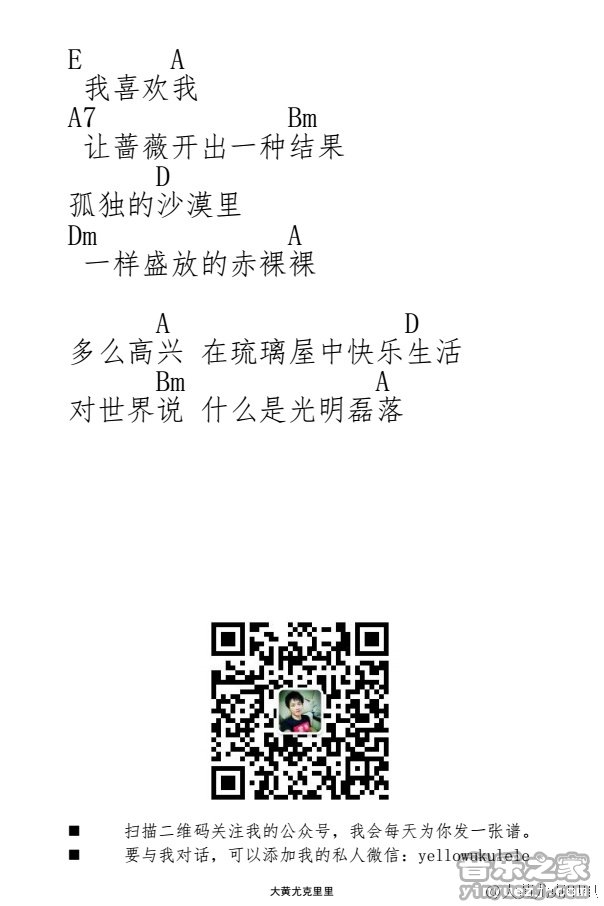 E A
我喜欢我
A7 Bm
让蔷薇开出一种结果
D
孤独的沙漠里
Dm A
一样盛放的赤裸裸
A D
多么高兴 在琉璃屋中快乐生活
Bm A
对世界说 什么是光明磊落
■ 扫描二维码关注我的公众号，我会每天为你发一张谱。
■ 要与我对话，可以添加我的私人微信：yellowukulele
音乐之家
大黄尤克里里